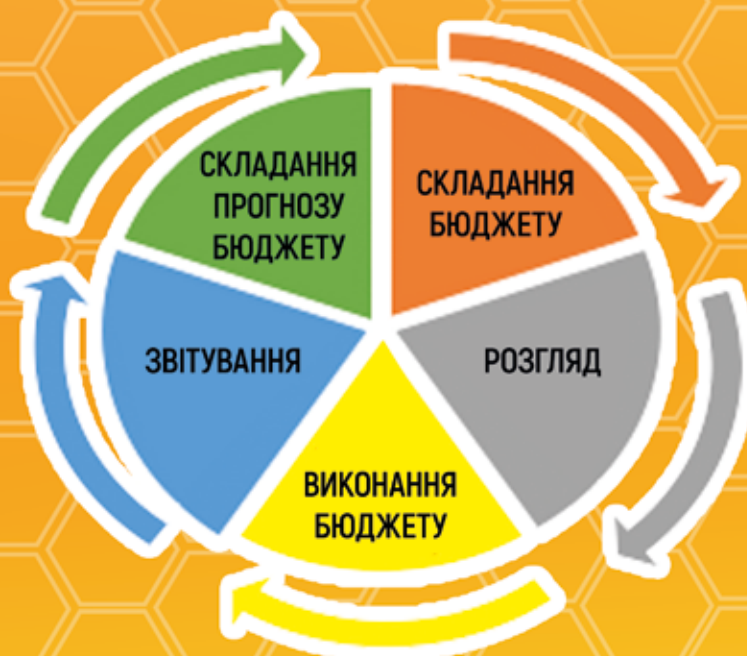 СКЛАДАННЯ
ПРОГНОЗУ
БЮДЖЕТУ
СКЛАДАННЯ
БЮДЖЕТУ
РОЗГЛЯД
ВИКОНАННЯ
БЮДЖЕТУ
ЗВІТУВАННЯ